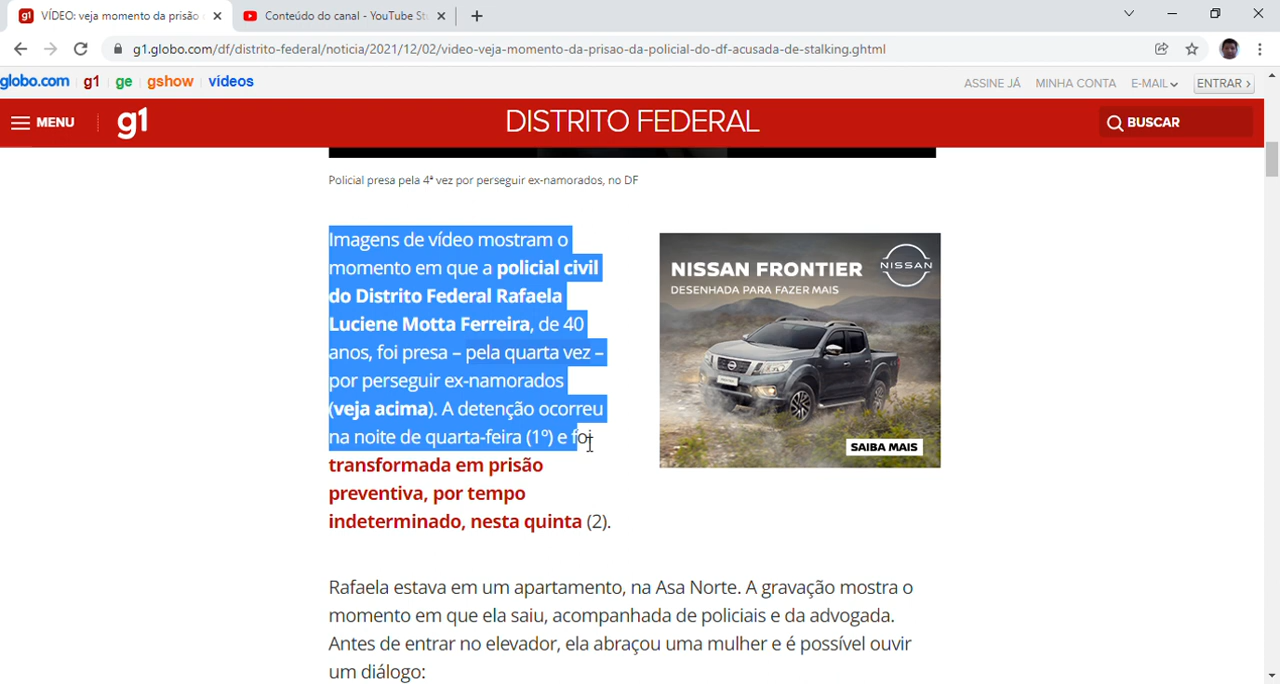 g1 VÍDEO: veja momento da prisão
Conteúdo do canal - YouTube St
g1.globo.com/df/distrito-federal/noticia/2021/12/02/video-veja-momento-da-prisao-da-policial-do-df-acusada-de-stalking.ghtml
globo.com g1 ge gshow vídeos ASSINE JÁ MINHA CONTA E-MAIL ENTRAR
MENU g1 DISTRITO FEDERAL BUSCAR
Policial presa pela 4ª vez por perseguir ex-namorados, no DF
Imagens de vídeo mostram o
momento em que a policial civil
do Distrito Federal Rafaela
Luciene Motta Ferreira, de 40
anos, foi presa – pela quarta vez –
por perseguir ex-namorados
(veja acima). A detenção ocorreu
na noite de quarta-feira (1º) e foi
transformada em prisão
preventiva, por tempo
indeterminado, nesta quinta (2).
NISSAN FRONTIER
DESENHADA PARA FAZER MAIS
NISSAN
SAIBA MAIS
Rafaela estava em um apartamento, na Asa Norte. A gravação mostra o
momento em que ela saiu, acompanhada de policiais e da advogada.
Antes de entrar no elevador, ela abraçou uma mulher e é possível ouvir
um diálogo: